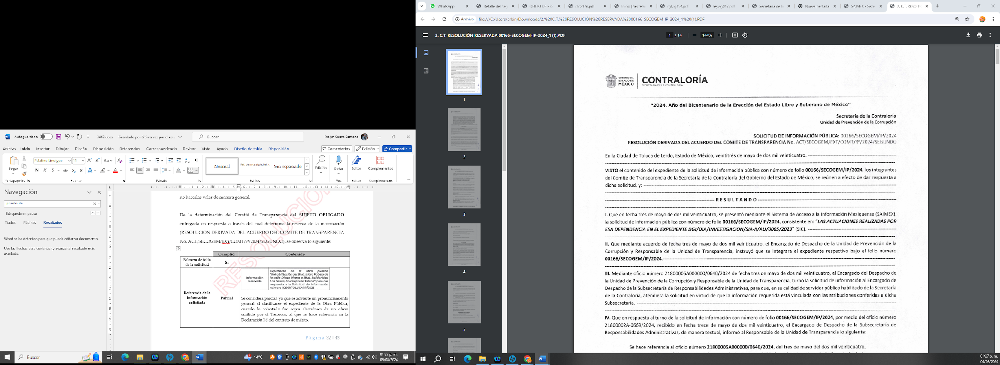 Autoguardado
3447.docx
Guardado por última vez por el us...
Buscar
Evelyn Souza Santana
Archivo
Inicio
Insertar
Dibujar
Diseño
Disposición
Referencias
Correspondencia
Revisar
Vista
Ayuda
Diseño de tabla
Disposición
Comentarios
Edición
Compartir
Palatino Linotype
11
Pegar
N K S ab x₂ x²
Normal
Sin espaciado
Edición
Dictar
Editor
Complementos
Portapapeles
Fuente
Párrato
Estilos
Voz
Editor
Complementos
Navegación
prueba de
Búsqueda en pausa
Títulos
Páginas
Resultados
Word se ha detenido para que pueda editar su documento.
Use las flechas para continuar y avanzar al resultado más
acertado.
no hacerlas valer de manera general.
De la determinación del Comité de Transparencia del SUJETO OBLIGADO
entregada en respuesta a través del cual determina la reserva de la información
(RESOLUCION DERIVADA DEL ACUERDO DEL COMITE DE TRANSPARENCIA
No. ACT/SECOGEM/EXT/COMT/9V2024/SEGUNDO), se observa lo siguiente:
RESOLUCION
Cumplió:
Contenido
Número de folio
de la solicitud
Sí
Referencia de la
información
solicitada
Parcial
Información
reservada
expediente de la obra pública
"Rehabilitación del Blvd. Isidro Fabela de
la calle Diego Rivera a Blvd. Solidaridad
Las Torres, Municipio de Toluca". para dar
respuesta a la Solicitud de Información
número 02961/TOLUCA/IP/2023
Se considera parcial, ya que se advierte un pronunciamiento
general al clasificarse el expediente de la Obra Pública,
cuando lo solicitado fue copia electrónica de un oficio
emitido por el Tesorero, al que se hace referencia en la
Declaración I.6 del contrato de mérito.
Página 32 | 43
Buscar
14°C
01:27 p. m.
06/08/2024
WhatsApp
Detalle del Seg
OFICIO DE RES
dic2126.pdf
Inicio | Secreta
rglvig154.pdf
leyvig017.pdf
Secretaría de l
Nueva pestaña
SAIMEX - Siste
2. C.T. RESOLU
Archivo
file:///C:/Users/arkin/Downloads/2.%20C.T.%20RESOLUCIÓN%20RESERVADA%2000166-SECOGEM-IP-2024_1%20(1).PDF
2. C.T. RESOLUCIÓN RESERVADA 00166-SECOGEM-IP-2024_1 (1).PDF
1 / 14
144%
1
2
3
4
5
GOBIERNO DEL
ESTADO DE
MÉXICO
CONTRALORÍA
SECRETARÍA DE LA CONTRALORÍA
"2024. Año del Bicentenario de la Erección del Estado Libre y Soberano de México"
Secretaría de la Contraloría
Unidad de Prevención de la Corrupción
SOLICITUD DE INFORMACIÓN PÚBLICA: 00166/SECOGEM/IP/2024
RESOLUCIÓN DERIVADA DEL ACUERDO DEL COMITÉ DE TRANSPARENCIA No. ACT/SECOGEM/EXT/COMT/9ª/2024/SEGUNDO
En la Ciudad de Toluca de Lerdo, Estado de México, veintitrés de mayo de dos mil veinticuatro.
VISTO el contenido del expediente de la solicitud de información pública con número de folio 00166/SECOGEM/IP/2024, los integrantes
del Comité de Transparencia de la Secretaría de la Contraloría del Gobierno del Estado de México, se reúnen a efecto de dar respuesta a
dicha solicitud, y:
R E S U L T A N D O
I. Que en fecha tres de mayo de dos mil veinticuatro, se presentó mediante el Sistema de Acceso a la Información Mexiquense (SAIMEX),
la solicitud de información pública con número de folio 00166/SECOGEM/IP/2024, consistente en: "LAS ACTUACIONES REALIZADAS POR
ESA DEPENDENCIA EN EL EXPEDIENTE DGI/DIA/INVESTIGACION/SIA-II/ALI/0005/2023" (SIC).
II. Que mediante acuerdo de fecha tres de mayo de dos mil veinticuatro, el Encargado de Despacho de la Unidad de Prevención de la
Corrupción y Responsable de la Unidad de Transparencia, instruyó que se integrara el expediente respectivo bajo el folio número
00166/SECOGEM/IP/2024.
III. Mediante oficio número 21800005A000000/0640/2024 de fecha tres de mayo de dos mil veinticuatro, el Encargado del Despacho de
la Unidad de Prevención de la Corrupción y Responsable de la Unidad de Transparencia, turnó la solicitud de información al Encargado de
Despacho de la Subsecretaría de Responsabilidades Administrativas, para que, en su calidad de servidor público habilitado de la Secretaría
de la Contraloría, atendiera la solicitud en virtud de que la información requerida está vinculada con las atribuciones conferidas a dicha
Subsecretaría.
IV. Que en respuesta al turno de la solicitud de información con número de folio 00166/SECOGEM/IP/2024, por medio del oficio número
21800002A-0669/2024, recibido en fecha trece de mayo de dos mil veinticuatro, el Encargado de Despacho de la Subsecretaría de
Responsabilidades Administrativas, de manera textual, informó al Responsable de la Unidad de Transparencia lo siguiente:
Se hace referencia al oficio número 21800005A000000/0640/2024, del tres de mayo del dos mil veinticuatro,
01:27 p. m.
06/08/2024